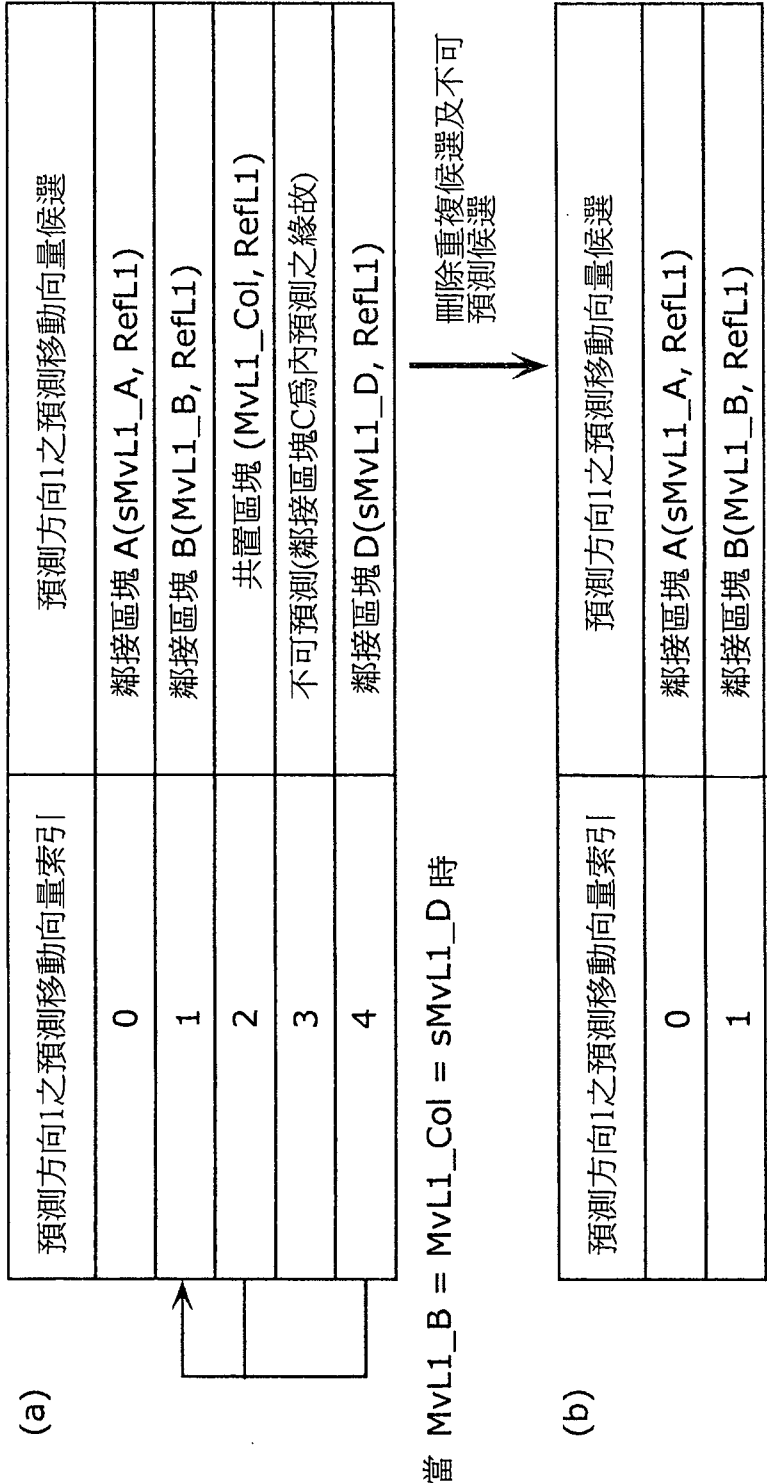 (a)
預測方向1之預測移動向量索引 預測方向1之預測移動向量候選
0 鄰接區塊 A(sMvL1_A, RefL1)
1 鄰接區塊 B(MvL1_B, RefL1)
2 共置區塊 (MvL1_Col, RefL1)
3 不可預測(鄰接區塊C爲內預測之緣故)
4 鄰接區塊 D(sMvL1_D, RefL1)
當 MvL1_B = MvL1_Col = sMvL1_D 時
刪除重複候選及不可
預測候選
(b)
預測方向1之預測移動向量索引 預測方向1之預測移動向量候選
0 鄰接區塊 A(sMvL1_A, RefL1)
1 鄰接區塊 B(MvL1_B, RefL1)